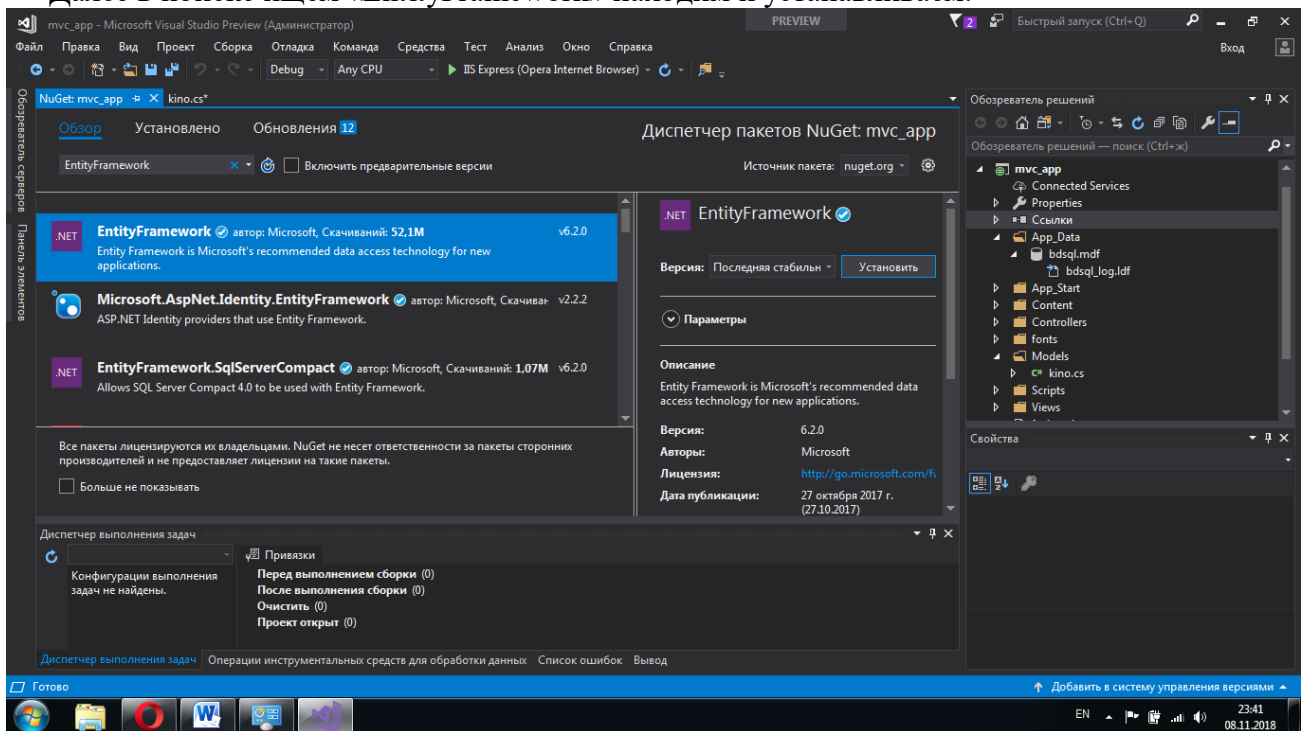 Далее в поиске ищем «EntityFramework» находим и устанавливаем.
mvc_app - Microsoft Visual Studio Preview (Администратор)
PREVIEW
2
Быстрый запуск (Ctrl+Q)
Файл Правка Вид Проект Сборка Отладка Команда Средства Тест Анализ Окно Справка
Вход
Debug Any CPU IIS Express (Opera Internet Browser)
Обозреватель серверов
Панель элементов
NuGet: mvc_app kino.cs*
Обзор Установлено Обновления 12
Диспетчер пакетов NuGet: mvc_app
EntityFramework
Включить предварительные версии
Источник пакета: nuget.org
.NET
EntityFramework автор: Microsoft, Скачиваний: 52,1M v6.2.0
Entity Framework is Microsoft's recommended data access technology for new
applications.
Microsoft.AspNet.Identity.EntityFramework автор: Microsoft, Скачиван v2.2.2
ASP.NET Identity providers that use Entity Framework.
.NET
EntityFramework.SqlServerCompact автор: Microsoft, Скачиваний: 1,07M v6.2.0
Allows SQL Server Compact 4.0 to be used with Entity Framework.
Все пакеты лицензируются их владельцами. NuGet не несет ответственности за пакеты сторонних
производителей и не предоставляет лицензии на такие пакеты.
Больше не показывать
.NET EntityFramework
Версия: Последняя стабильн Установить
Параметры
Описание
Entity Framework is Microsoft's recommended data
access technology for new applications.
Версия: 6.2.0
Авторы: Microsoft
Лицензия: http://go.microsoft.com/fw
Дата публикации: 27 октября 2017 г.
(27.10.2017)
Обозреватель решений
Обозреватель решений — поиск (Ctrl+ж)
mvc_app
Connected Services
Properties
Ссылки
App_Data
bdsql.mdf
bdsql_log.ldf
App_Start
Content
Controllers
fonts
Models
C# kino.cs
Scripts
Views
Свойства
Диспетчер выполнения задач
Конфигурации выполнения
задач не найдены.
Привязки
Перед выполнением сборки (0)
После выполнения сборки (0)
Очистить (0)
Проект открыт (0)
Диспетчер выполнения задач Операции инструментальных средств для обработки данных Список ошибок Вывод
Готово
Добавить в систему управления версиями
EN
23:41
08.11.2018